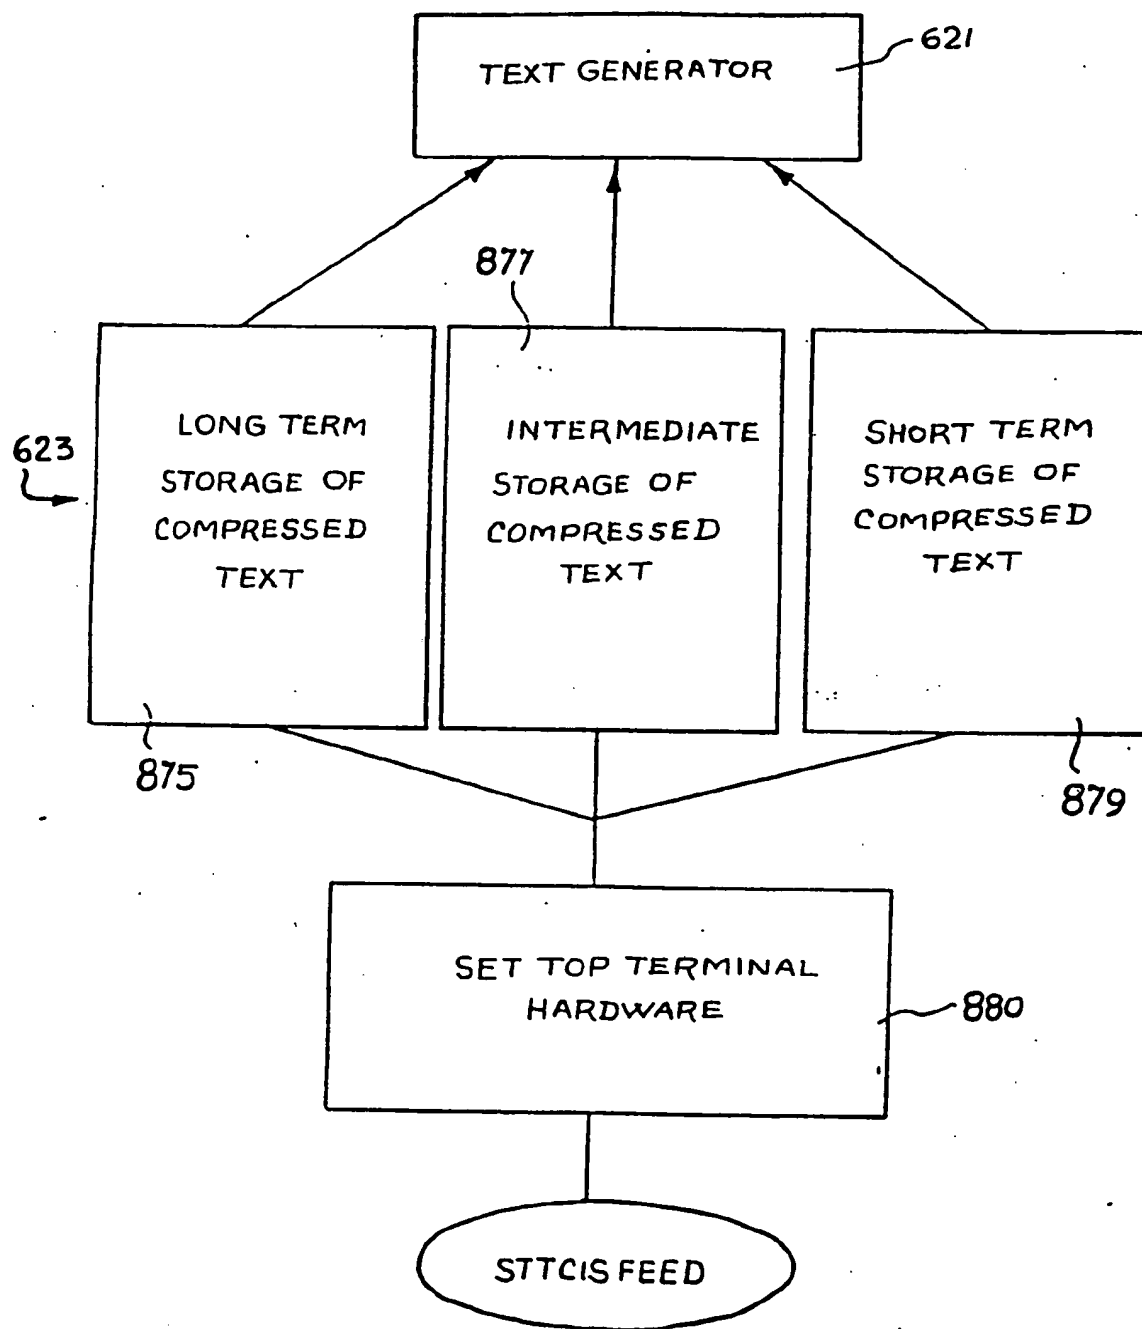 621
TEXT GENERATOR
877
623
LONG TERM
STORAGE OF
COMPRESSED
TEXT
INTERMEDIATE
STORAGE OF
COMPRESSED
TEXT
SHORT TERM
STORAGE OF
COMPRESSED
TEXT
875
879
SET TOP TERMINAL
HARDWARE
880
STTCIS FEED